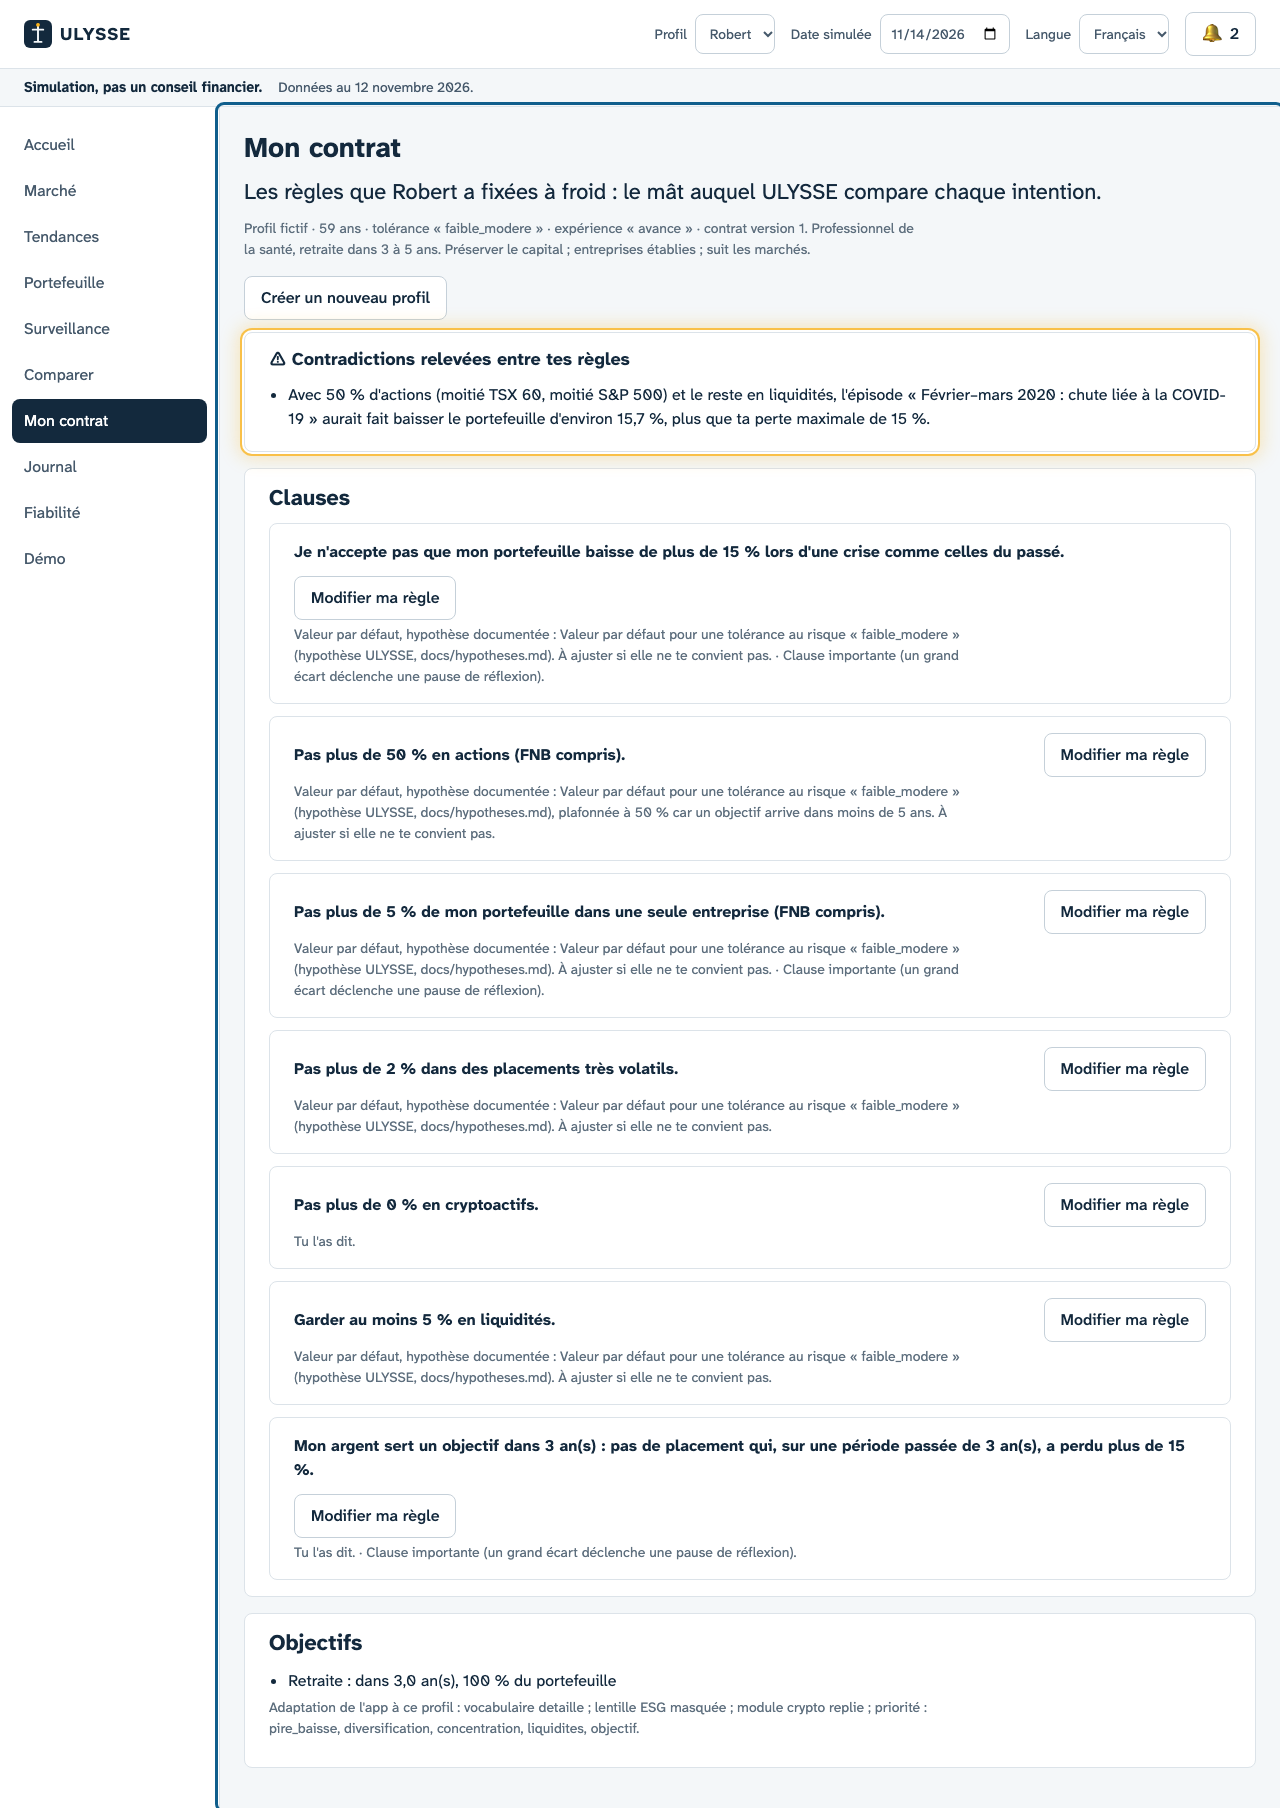 ULYSSE
Profil Robert Date simulée 11/14/2026 Langue Français 2
Simulation, pas un conseil financier. Données au 12 novembre 2026.
Accueil
Marché
Tendances
Portefeuille
Surveillance
Comparer
Mon contrat
Journal
Fiabilité
Démo
Mon contrat
Les règles que Robert a fixées à froid : le mât auquel ULYSSE compare chaque intention.
Profil fictif · 59 ans · tolérance « faible_modere » · expérience « avance » · contrat version 1. Professionnel de
la santé, retraite dans 3 à 5 ans. Préserver le capital ; entreprises établies ; suit les marchés.
Créer un nouveau profil
⚠ Contradictions relevées entre tes règles
• Avec 50 % d'actions (moitié TSX 60, moitié S&P 500) et le reste en liquidités, l'épisode « Février–mars 2020 : chute liée à la COVID-
19 » aurait fait baisser le portefeuille d'environ 15,7 %, plus que ta perte maximale de 15 %.
Clauses
Je n'accepte pas que mon portefeuille baisse de plus de 15 % lors d'une crise comme celles du passé.
Modifier ma règle
Valeur par défaut, hypothèse documentée : Valeur par défaut pour une tolérance au risque « faible_modere »
(hypothèse ULYSSE, docs/hypotheses.md). À ajuster si elle ne te convient pas. · Clause importante (un grand
écart déclenche une pause de réflexion).
Pas plus de 50 % en actions (FNB compris).
Modifier ma règle
Valeur par défaut, hypothèse documentée : Valeur par défaut pour une tolérance au risque « faible_modere »
(hypothèse ULYSSE, docs/hypotheses.md), plafonnée à 50 % car un objectif arrive dans moins de 5 ans. À
ajuster si elle ne te convient pas.
Pas plus de 5 % de mon portefeuille dans une seule entreprise (FNB compris).
Modifier ma règle
Valeur par défaut, hypothèse documentée : Valeur par défaut pour une tolérance au risque « faible_modere »
(hypothèse ULYSSE, docs/hypotheses.md). À ajuster si elle ne te convient pas. · Clause importante (un grand
écart déclenche une pause de réflexion).
Pas plus de 2 % dans des placements très volatils.
Modifier ma règle
Valeur par défaut, hypothèse documentée : Valeur par défaut pour une tolérance au risque « faible_modere »
(hypothèse ULYSSE, docs/hypotheses.md). À ajuster si elle ne te convient pas.
Pas plus de 0 % en cryptoactifs.
Modifier ma règle
Tu l'as dit.
Garder au moins 5 % en liquidités.
Modifier ma règle
Valeur par défaut, hypothèse documentée : Valeur par défaut pour une tolérance au risque « faible_modere »
(hypothèse ULYSSE, docs/hypotheses.md). À ajuster si elle ne te convient pas.
Mon argent sert un objectif dans 3 an(s) : pas de placement qui, sur une période passée de 3 an(s), a perdu plus de 15
%.
Modifier ma règle
Tu l'as dit. · Clause importante (un grand écart déclenche une pause de réflexion).
Objectifs
• Retraite : dans 3,0 an(s), 100 % du portefeuille
Adaptation de l'app à ce profil : vocabulaire detaille ; lentille ESG masquée ; module crypto replie ; priorité :
pire_baisse, diversification, concentration, liquidites, objectif.